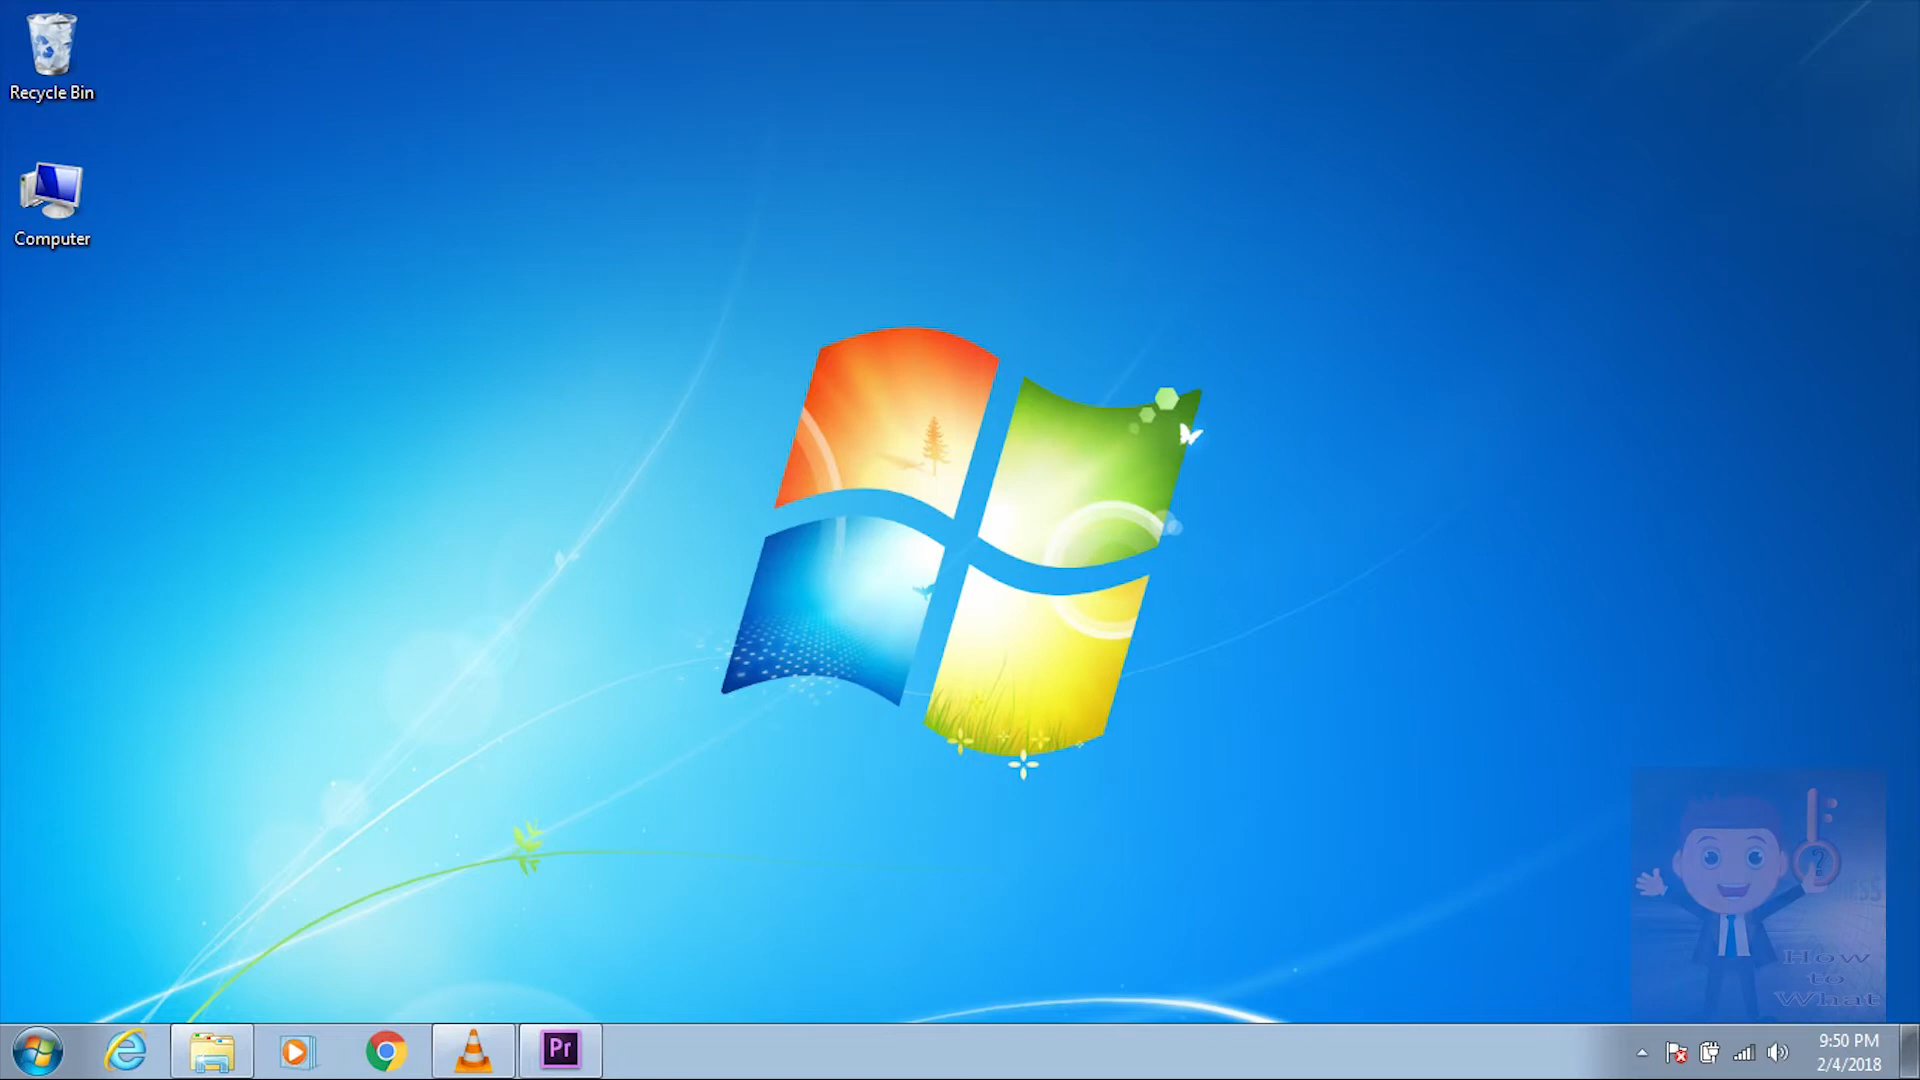 Recycle Bin
Computer
How
to
What
Pr
9:50 PM
2/4/2018